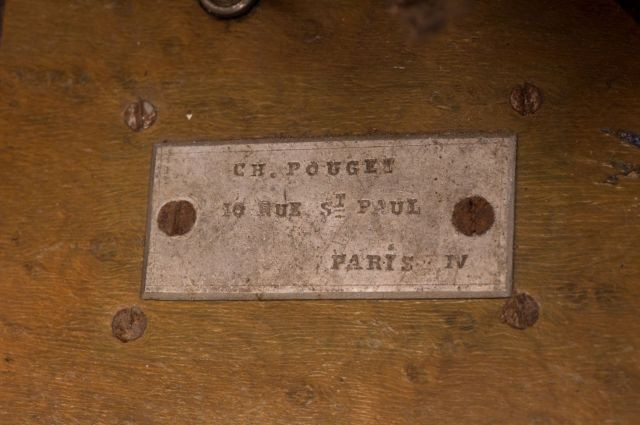 CH. POUGET
10 RUE ST PAUL
PARIS IV